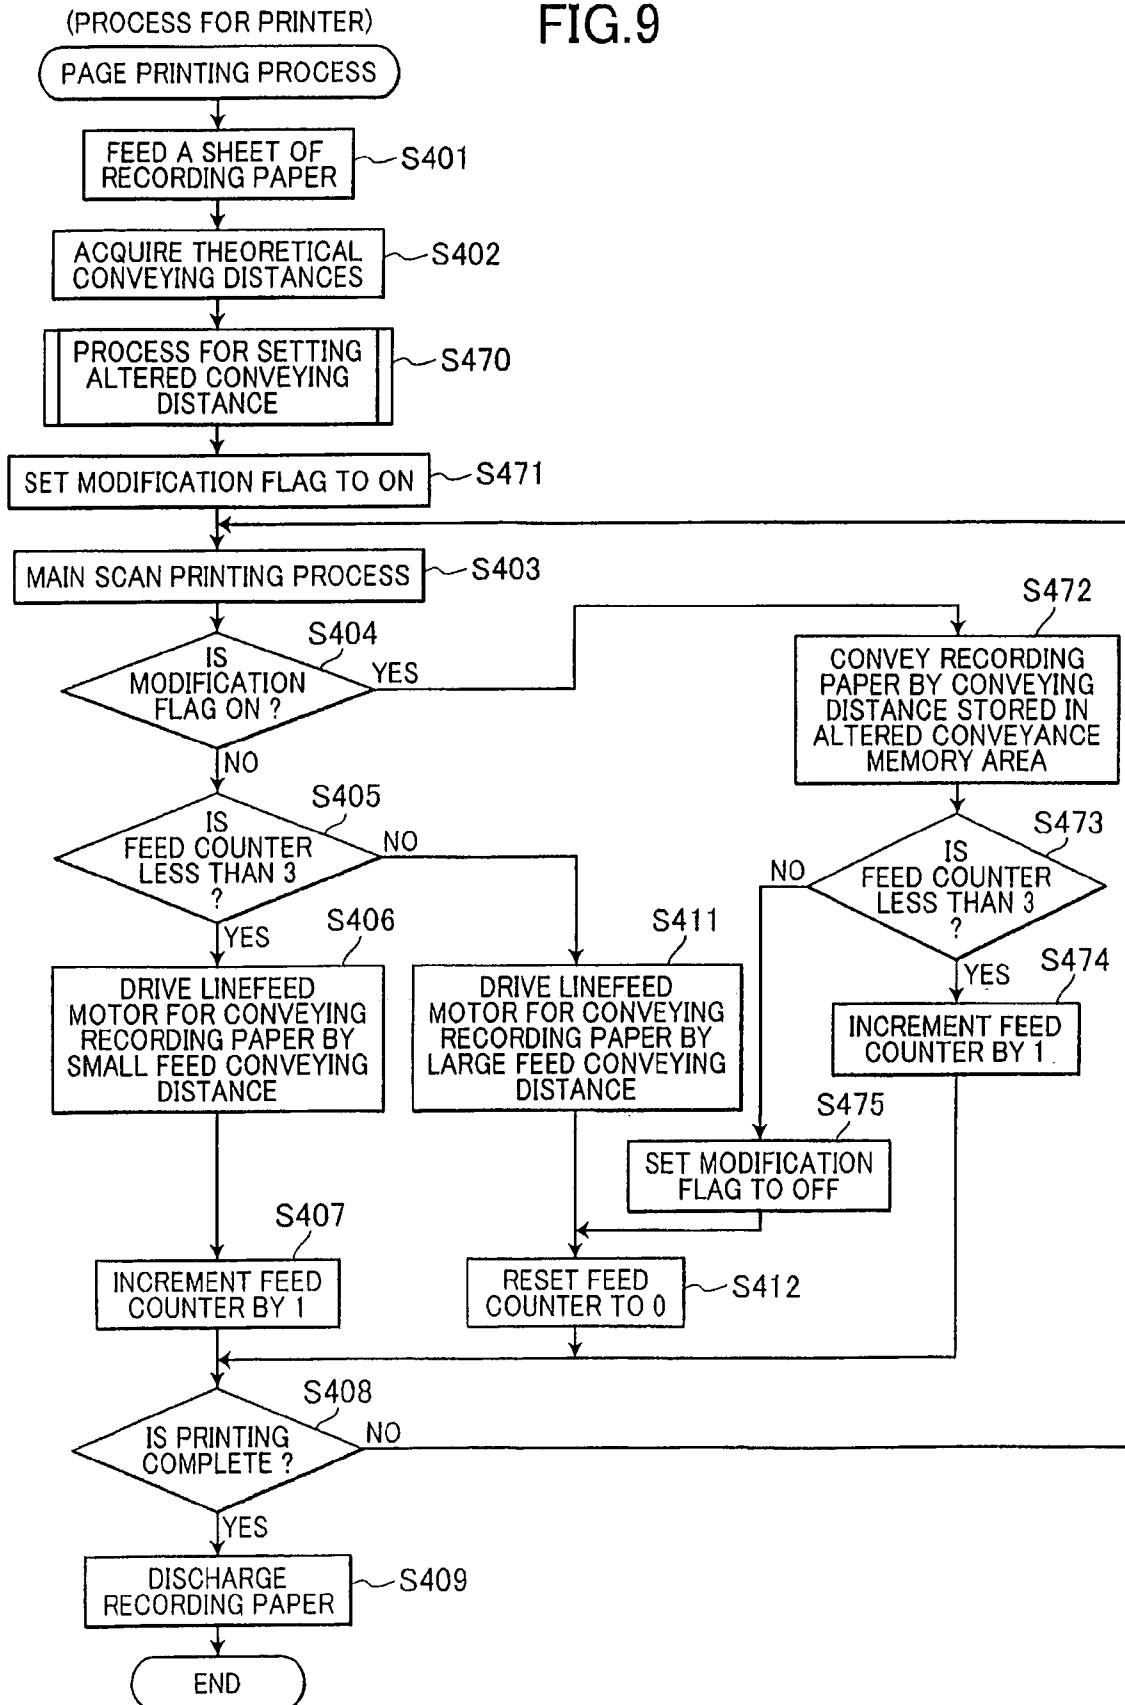 FIG.9
(PROCESS FOR PRINTER)
PAGE PRINTING PROCESS
FEED A SHEET OF
RECORDING PAPER
S401
ACQUIRE THEORETICAL
CONVEYING DISTANCES
S402
PROCESS FOR SETTING
ALTERED CONVEYING
DISTANCE
S470
SET MODIFICATION FLAG TO ON
S471
MAIN SCAN PRINTING PROCESS
S403
S404
IS
MODIFICATION
FLAG ON ?
YES
NO
S472
CONVEY RECORDING
PAPER BY CONVEYING
DISTANCE STORED IN
ALTERED CONVEYANCE
MEMORY AREA
S405
IS
FEED COUNTER
LESS THAN 3
?
NO
YES
S473
IS
FEED COUNTER
LESS THAN 3
?
NO
YES
S406
DRIVE LINEFEED
MOTOR FOR CONVEYING
RECORDING PAPER BY
SMALL FEED CONVEYING
DISTANCE
S411
DRIVE LINEFEED
MOTOR FOR CONVEYING
RECORDING PAPER BY
LARGE FEED CONVEYING
DISTANCE
S474
INCREMENT FEED
COUNTER BY 1
S475
SET MODIFICATION
FLAG TO OFF
S407
INCREMENT FEED
COUNTER BY 1
RESET FEED
COUNTER TO 0
S412
S408
IS PRINTING
COMPLETE ?
NO
YES
DISCHARGE
RECORDING PAPER
S409
END